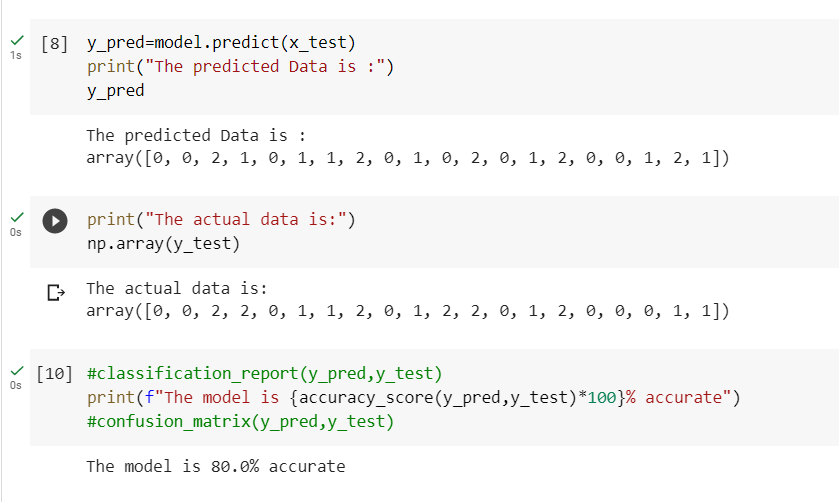 [8] y_pred=model.predict(x_test)
1s
print("The predicted Data is :")
y_pred
The predicted Data is :
array([0, 0, 2, 1, 0, 1, 1, 2, 0, 1, 0, 2, 0, 1, 2, 0, 0, 1, 2, 1])
print("The actual data is:")
0s
np.array(y_test)
The actual data is:
array([0, 0, 2, 2, 0, 1, 1, 2, 0, 1, 2, 2, 0, 1, 2, 0, 0, 0, 1, 1])
[10] #classification_report(y_pred,y_test)
0s
print(f"The model is {accuracy_score(y_pred,y_test)*100}% accurate")
#confusion_matrix(y_pred,y_test)
The model is 80.0% accurate